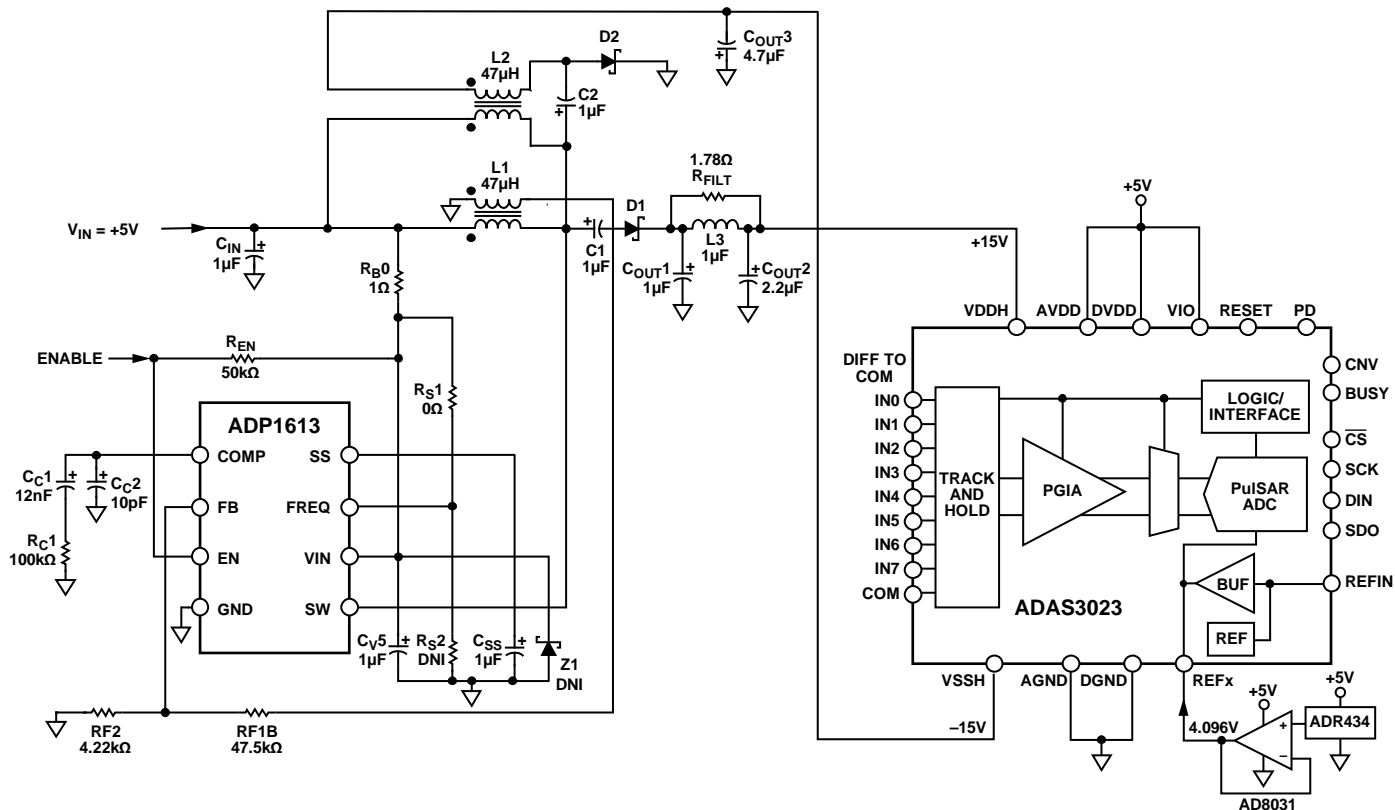 L2
47µH
D2
COUT3
4.7µF
C2
1µF
L1
47µH
1.78Ω
RFILT
D1
VIN = +5V
CIN
1µF
C1
1µF
L3
1µF
COUT1
1µF
COUT2
2.2µF
+15V
+5V
RB0
1Ω
ENABLE
REN
50kΩ
RS1
0Ω
ADP1613
COMP
FB
EN
GND
SS
FREQ
VIN
SW
CC1
12nF
CC2
10pF
RC1
100kΩ
CV5
1µF
RS2
DNI
CSS
1µF
Z1
DNI
RF2
4.22kΩ
RF1B
47.5kΩ
VDDH
AVDD
DVDD
VIO
RESET
PD
DIFF TO
COM
IN0
IN1
IN2
IN3
IN4
IN5
IN6
IN7
COM
TRACK
AND
HOLD
PGIA
LOGIC/
INTERFACE
PulSAR
ADC
BUF
REF
ADAS3023
CNV
BUSY
CS
SCK
DIN
SDO
REFIN
VSSH
AGND
DGND
REFx
–15V
4.096V
+5V
+5V
+
–
ADR434
AD8031